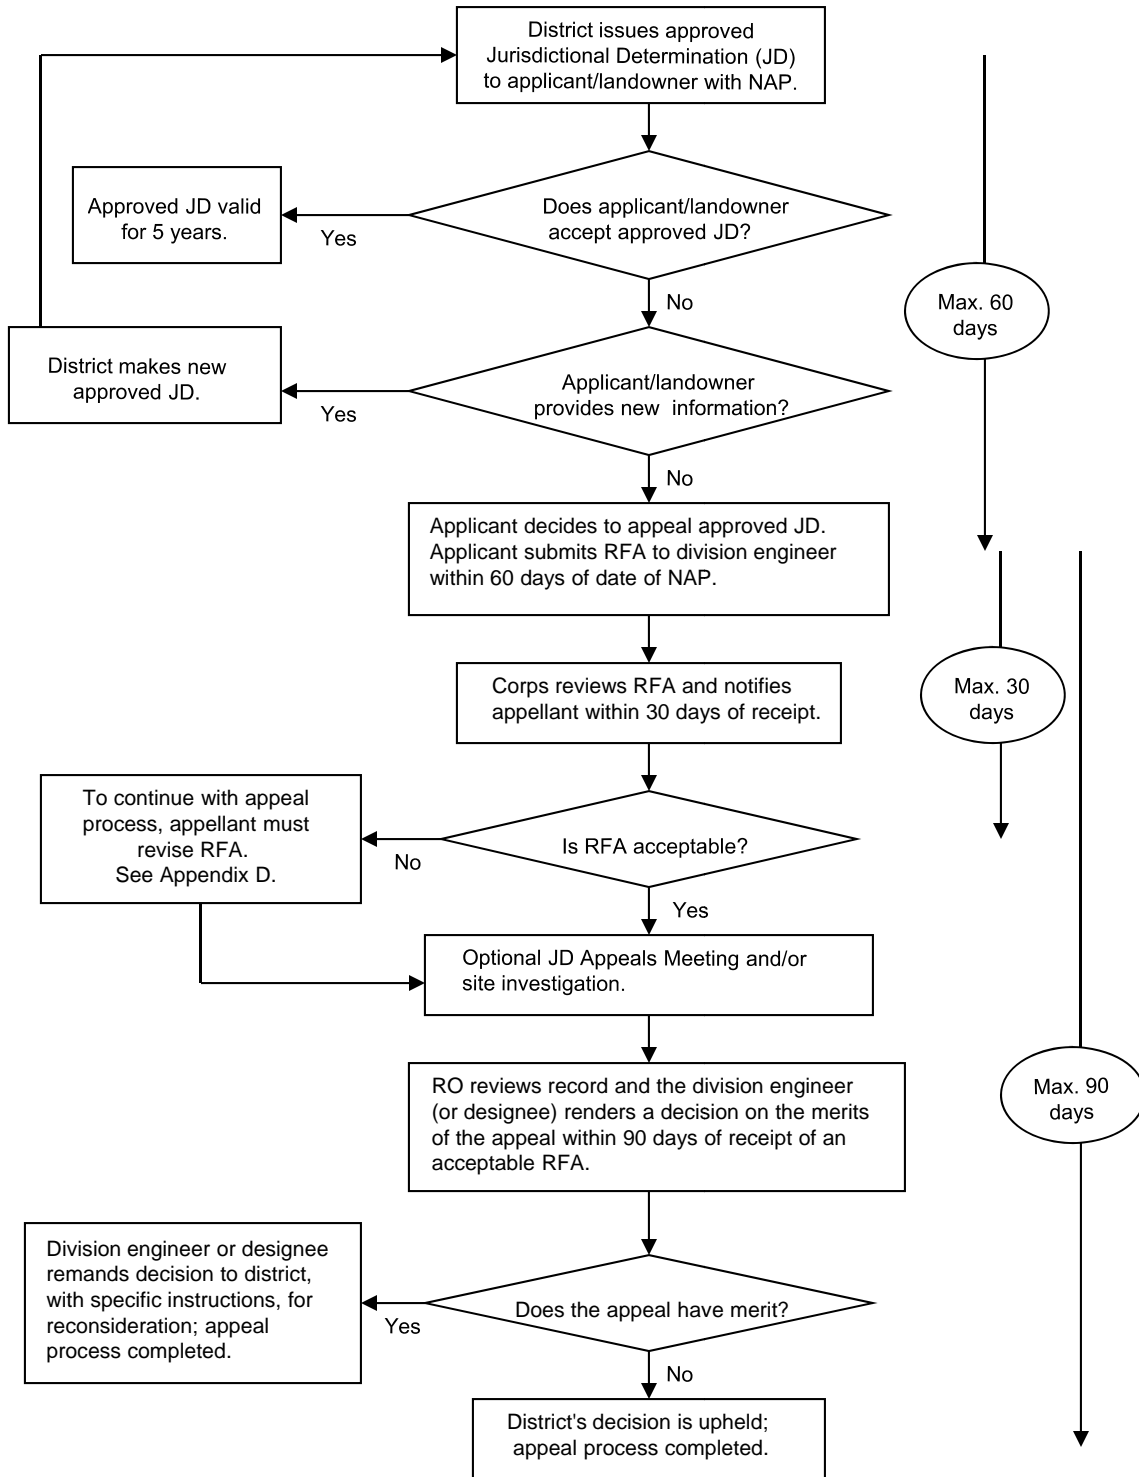 District issues approved
Jurisdictional Determination (JD)
to applicant/landowner with NAP.
Approved JD valid
for 5 years.
Yes
Does applicant/landowner
accept approved JD?
No
Max. 60
days
District makes new
approved JD.
Yes
Applicant/landowner
provides new information?
No
Applicant decides to appeal approved JD.
Applicant submits RFA to division engineer
within 60 days of date of NAP.
Corps reviews RFA and notifies
appellant within 30 days of receipt.
Max. 30
days
To continue with appeal
process, appellant must
revise RFA.
See Appendix D.
No
Is RFA acceptable?
Yes
Optional JD Appeals Meeting and/or
site investigation.
RO reviews record and the division engineer
(or designee) renders a decision on the merits
of the appeal within 90 days of receipt of an
acceptable RFA.
Max. 90
days
Division engineer or designee
remands decision to district,
with specific instructions, for
reconsideration; appeal
process completed.
Yes
Does the appeal have merit?
No
District's decision is upheld;
appeal process completed.